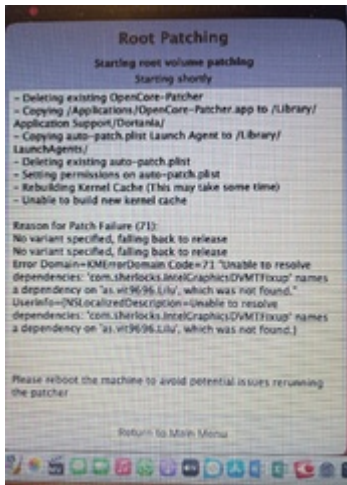 Root Patching
Starting root volume patching
Starting shortly
- Deleting existing OpenCore-Patcher
- Copying /Applications/OpenCore-Patcher.app to /Library/
Application Support/Dortania/
- Copying auto-patch.plist Launch Agent to /Library/
LaunchAgents/
- Deleting existing auto-patch.plist
- Setting permissions on auto-patch.plist
- Rebuilding Kernel Cache (This may take some time)
- Unable to build new kernel cache
Reason for Patch Failure (71):
No variant specified, falling back to release
No variant specified, falling back to release
Error Domain=KMErrorDomain Code=71 "Unable to resolve
dependencies: 'com.sherlocks.IntelGraphicsDVMTFixup' names
a dependency on 'as.vit9696.Lilu', which was not found."
UserInfo={NSLocalizedDescription=Unable to resolve
dependencies: 'com.sherlocks.IntelGraphicsDVMTFixup' names
a dependency on 'as.vit9696.Lilu', which was not found.}
Please reboot the machine to avoid potential issues rerunning
the patcher
Return to Main Menu